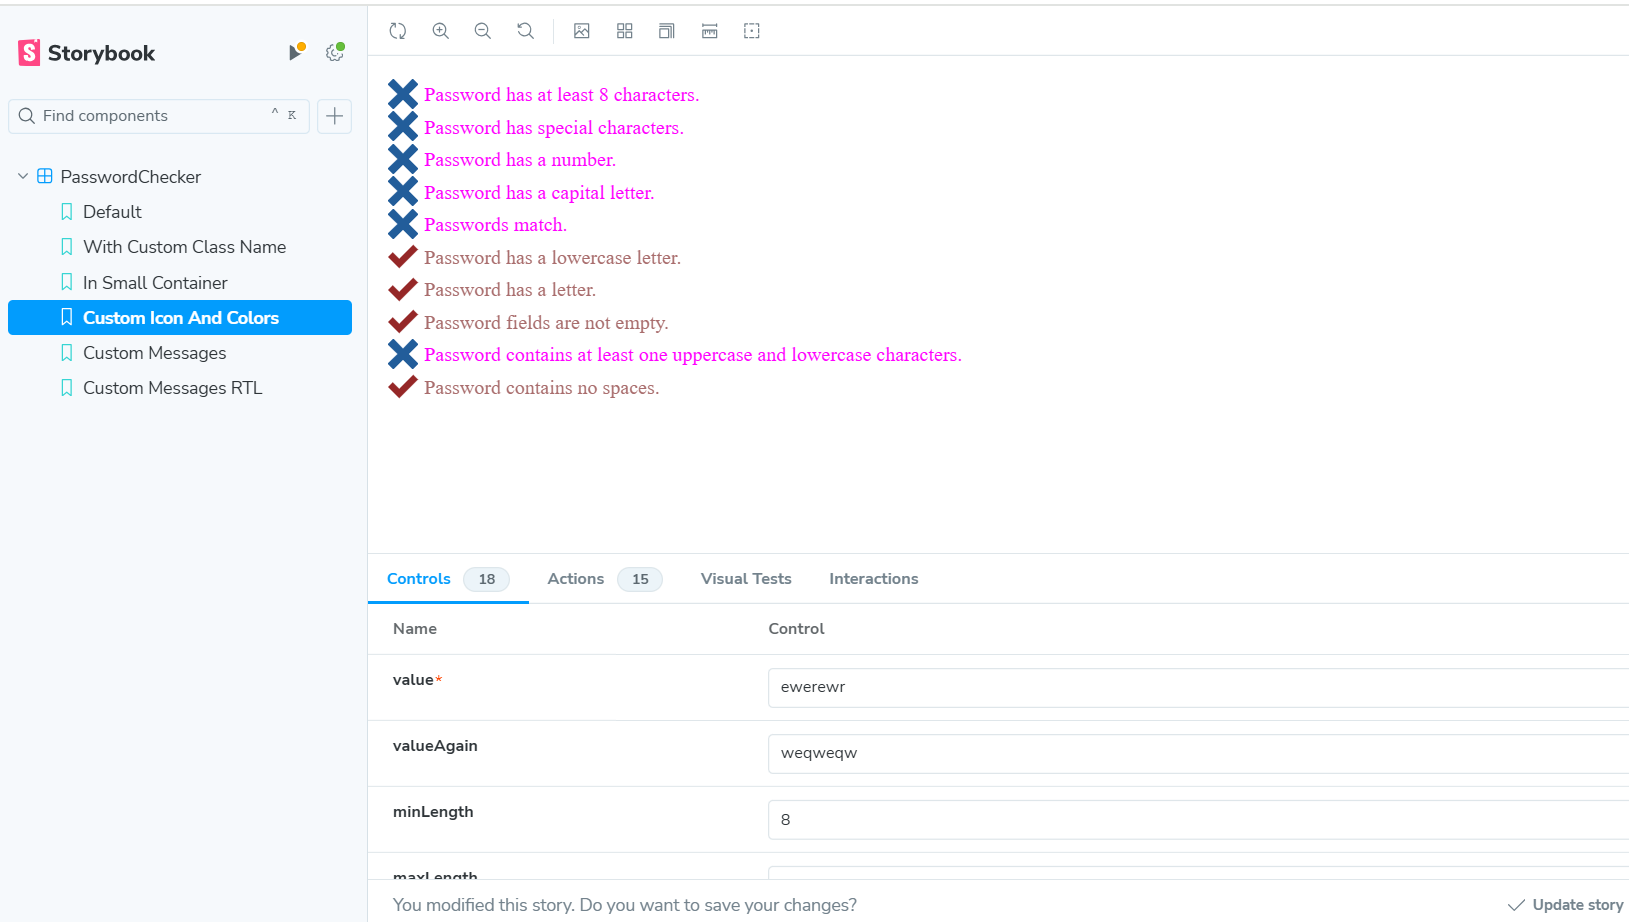 Storybook
Find components ^ K
PasswordChecker
Default
With Custom Class Name
In Small Container
Custom Icon And Colors
Custom Messages
Custom Messages RTL
Password has at least 8 characters.
Password has special characters.
Password has a number.
Password has a capital letter.
Passwords match.
Password has a lowercase letter.
Password has a letter.
Password fields are not empty.
Password contains at least one uppercase and lowercase characters.
Password contains no spaces.
Controls 18 Actions 15 Visual Tests Interactions
Name Control
value* ewerewr
valueAgain weqweqw
minLength 8
maxLength
You modified this story. Do you want to save your changes? Update story